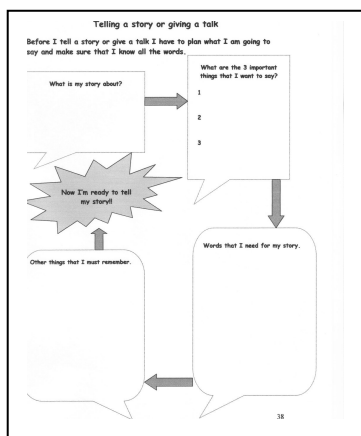 Telling a story or giving a talk
Before I tell a story or give a talk I have to plan what I am going to
say and make sure that I know all the words.
What is my story about?
What are the 3 important
things that I want to say?
1
2
3
Words that I need for my story.
Other things that I must remember.
Now I'm ready to tell
my story!!
38